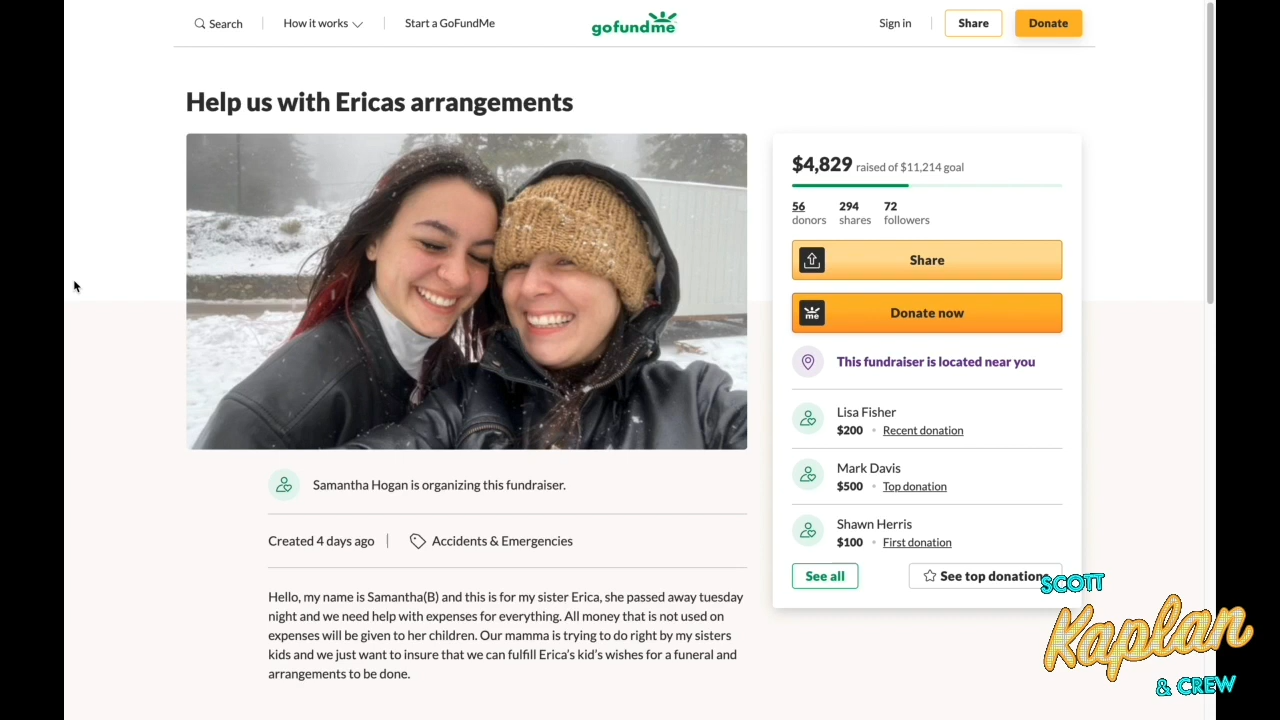 Search
How it works
Start a GoFundMe
gofundme
Sign in
Share
Donate
Help us with Ericas arrangements
$4,829 raised of $11,214 goal
56 donors
294 shares
72 followers
Share
me
Donate now
This fundraiser is located near you
Lisa Fisher
$200 • Recent donation
Mark Davis
$500 • Top donation
Shawn Herris
$100 • First donation
See all
See top donations
Samantha Hogan is organizing this fundraiser.
Created 4 days ago
Accidents & Emergencies
Hello, my name is Samantha(B) and this is for my sister Erica, she passed away tuesday
night and we need help with expenses for everything. All money that is not used on
expenses will be given to her children. Our mamma is trying to do right by my sisters
kids and we just want to insure that we can fulfill Erica's kid's wishes for a funeral and
arrangements to be done.
SCOTT
Kaplan
& CREW